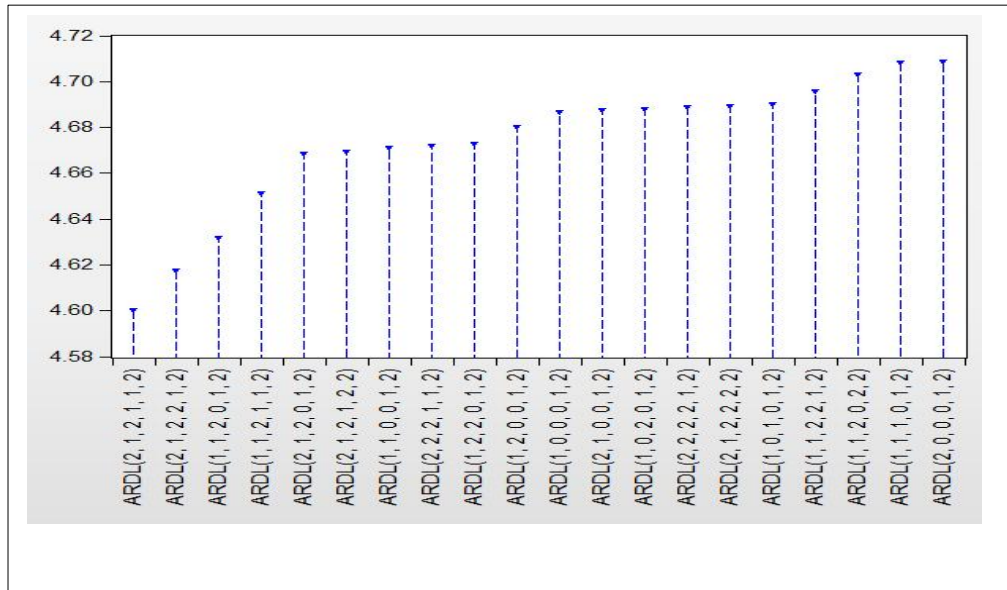 4.72
4.70
4.68
4.66
4.64
4.62
4.60
4.58
ARDL(2, 1, 2, 1, 1, 2)
ARDL(2, 1, 2, 2, 1, 2)
ARDL(1, 1, 2, 0, 1, 2)
ARDL(1, 1, 2, 1, 1, 2)
ARDL(2, 1, 2, 0, 1, 2)
ARDL(2, 1, 2, 1, 2, 2)
ARDL(1, 1, 0, 0, 1, 2)
ARDL(2, 2, 2, 1, 1, 2)
ARDL(1, 2, 2, 0, 1, 2)
ARDL(1, 2, 0, 0, 1, 2)
ARDL(1, 0, 0, 0, 1, 2)
ARDL(2, 1, 0, 0, 1, 2)
ARDL(1, 0, 2, 0, 1, 2)
ARDL(2, 2, 2, 2, 1, 2)
ARDL(2, 1, 2, 2, 2, 2)
ARDL(1, 0, 1, 0, 1, 2)
ARDL(1, 1, 2, 2, 1, 2)
ARDL(1, 1, 2, 0, 2, 2)
ARDL(1, 1, 1, 0, 1, 2)
ARDL(2, 0, 0, 0, 1, 2)